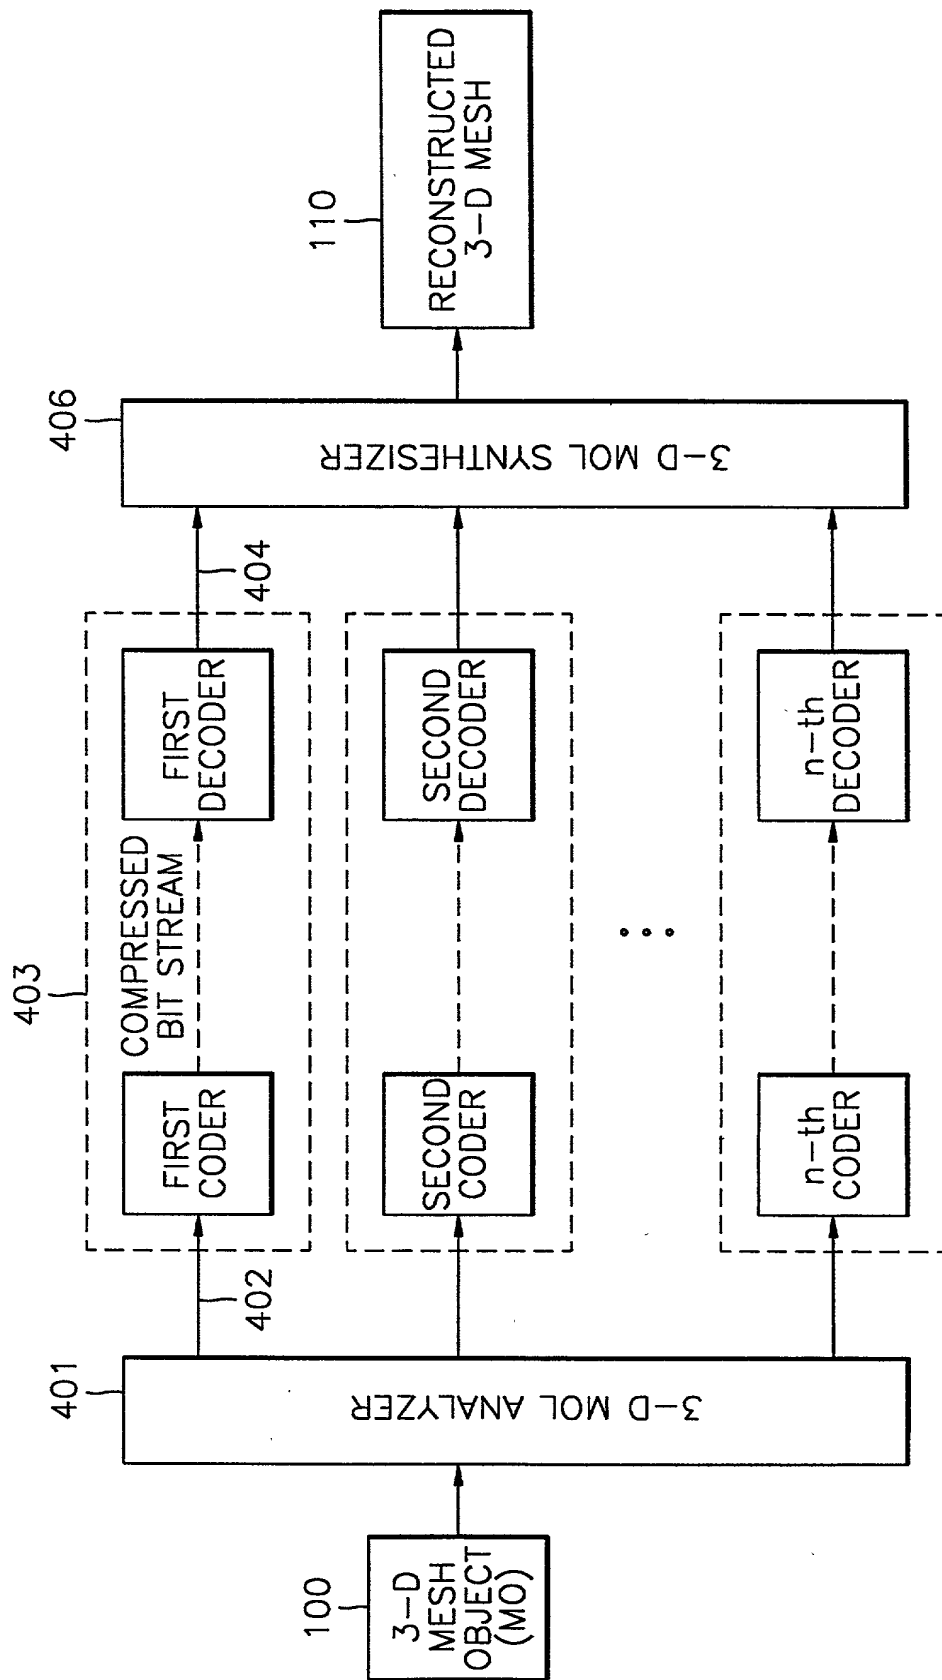 100
3-D
MESH
OBJECT
(MO)
401
3-D MOL ANALYZER
402
403
FIRST
CODER
COMPRESSED
BIT STREAM
FIRST
DECODER
SECOND
CODER
SECOND
DECODER
n-th
CODER
n-th
DECODER
404
406
3-D MOL SYNTHESIZER
110
RECONSTRUCTED
3-D MESH